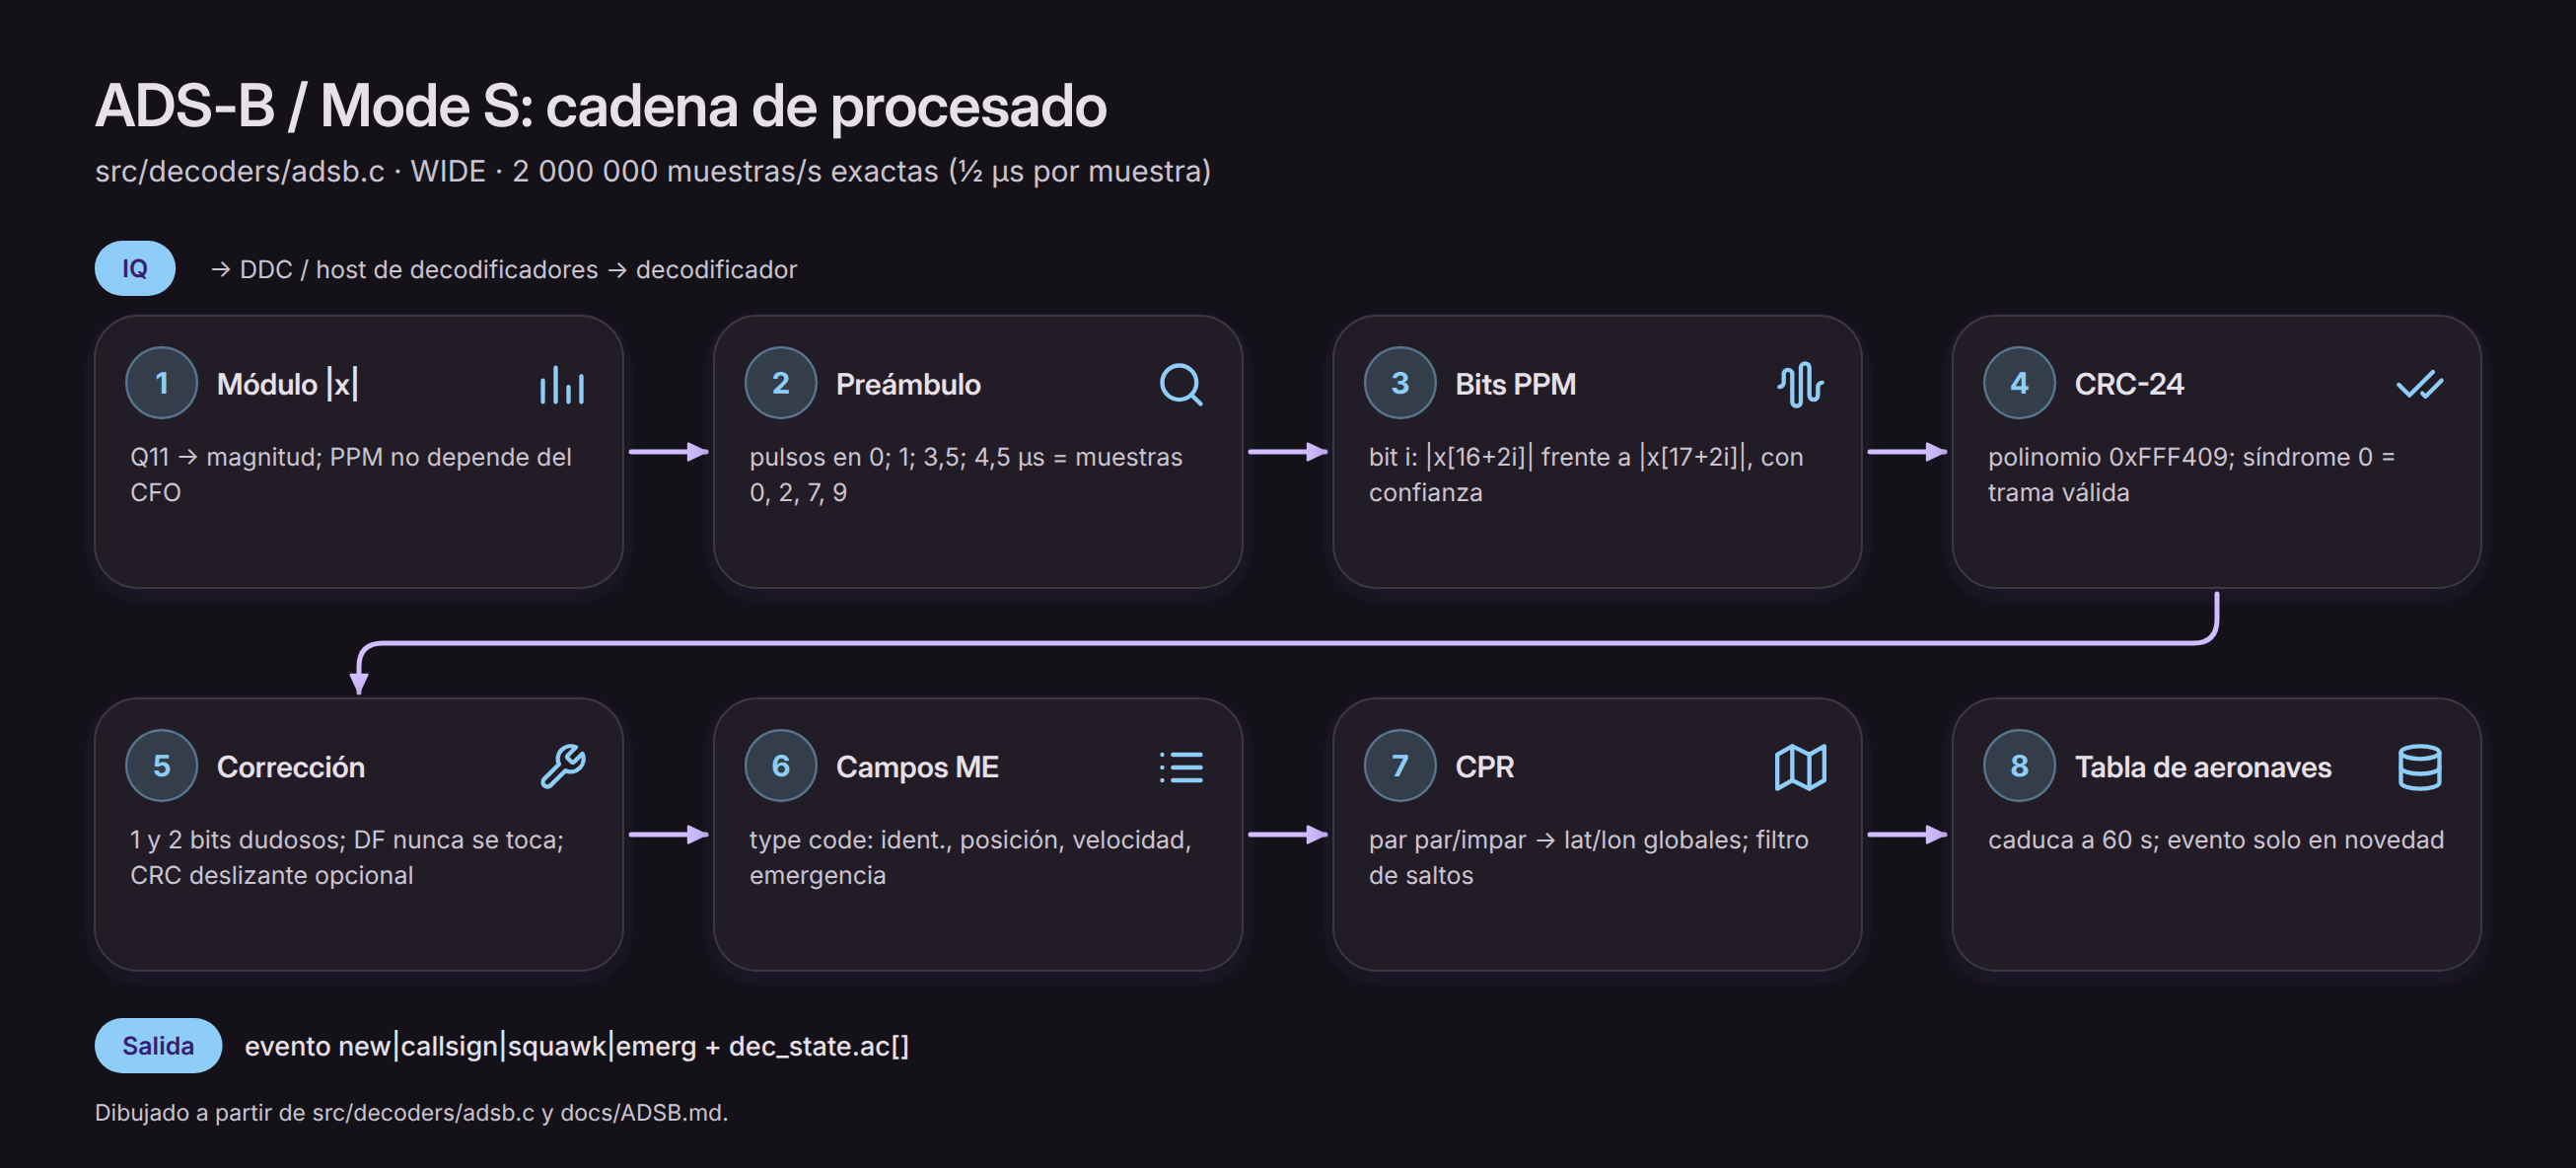 ADS-B / Mode S: cadena de procesado
src/decoders/adsb.c · WIDE · 2 000 000 muestras/s exactas (½ µs por muestra)
IQ → DDC / host de decodificadores → decodificador
1 Módulo |x|
Q11 → magnitud; PPM no depende del
CFO
2 Preámbulo
pulsos en 0; 1; 3,5; 4,5 µs = muestras
0, 2, 7, 9
3 Bits PPM
bit i: |x[16+2i]| frente a |x[17+2i]|, con
confianza
4 CRC-24
polinomio 0xFFF409; síndrome 0 =
trama válida
5 Corrección
1 y 2 bits dudosos; DF nunca se toca;
CRC deslizante opcional
6 Campos ME
type code: ident., posición, velocidad,
emergencia
7 CPR
par par/impar → lat/lon globales; filtro
de saltos
8 Tabla de aeronaves
caduca a 60 s; evento solo en novedad
Salida evento new|callsign|squawk|emerg + dec_state.ac[]
Dibujado a partir de src/decoders/adsb.c y docs/ADSB.md.